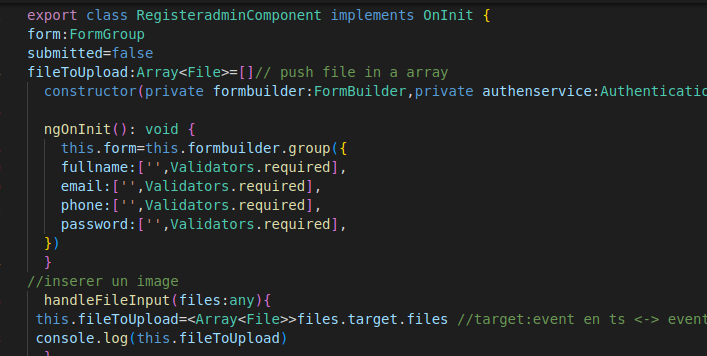 export class RegisteradminComponent implements OnInit {
form:FormGroup
submitted=false
fileToUpload:Array<File>=[]// push file in a array
constructor(private formbuilder:FormBuilder,private authenservice:Authenticatio
ngOnInit(): void {
this.form=this.formbuilder.group({
fullname:['',Validators.required],
email:['',Validators.required],
phone:['',Validators.required],
password:['',Validators.required],
})
}
//inserer un image
handleFileInput(files:any){
this.fileToUpload=<Array<File>>files.target.files //target:event en ts <-> event
console.log(this.fileToUpload)
}